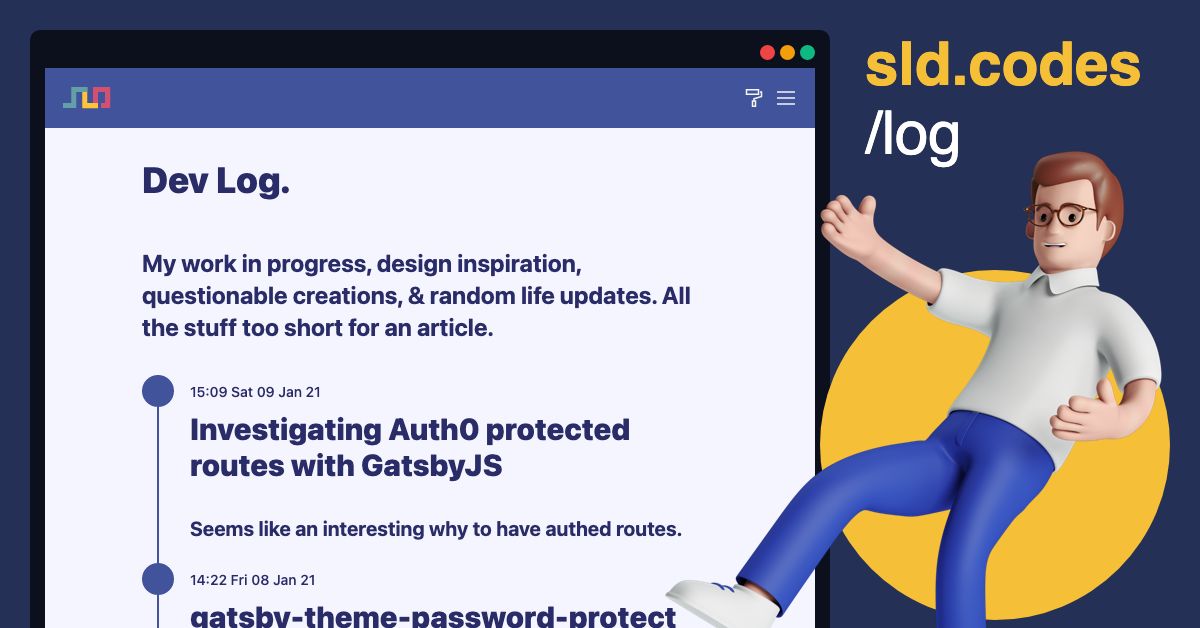 sld.codes
/log
Dev Log.
My work in progress, design inspiration,
questionable creations, & random life updates. All
the stuff too short for an article.
15:09 Sat 09 Jan 21
Investigating Auth0 protected
routes with GatsbyJS
Seems like an interesting why to have authed routes.
14:22 Fri 08 Jan 21
gatsby-theme-password-protect